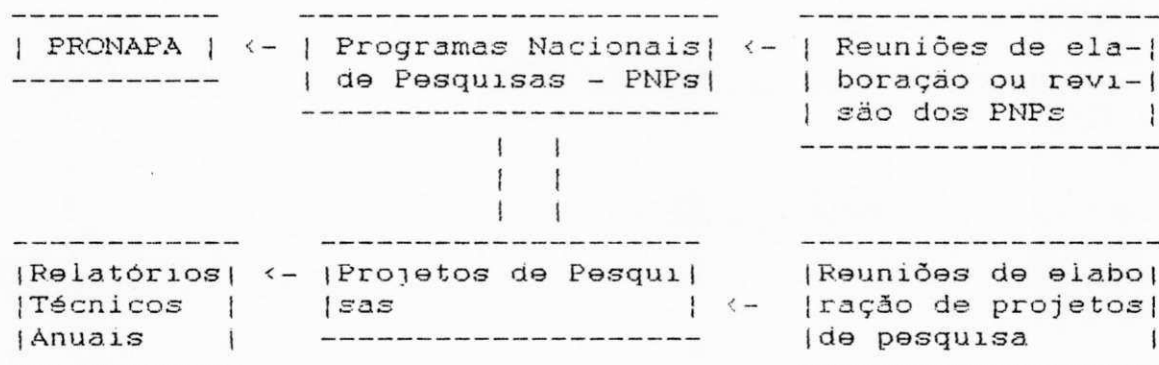 PRONAPA <- Programas Nacionais <- Reuniões de ela-
de Pesquisas - PNPs boração ou revi-
são dos PNPs
Relatórios <- Projetos de Pesqui Reuniões de elabo
Técnicos sas <- ração de projetos
Anuais de pesquisa